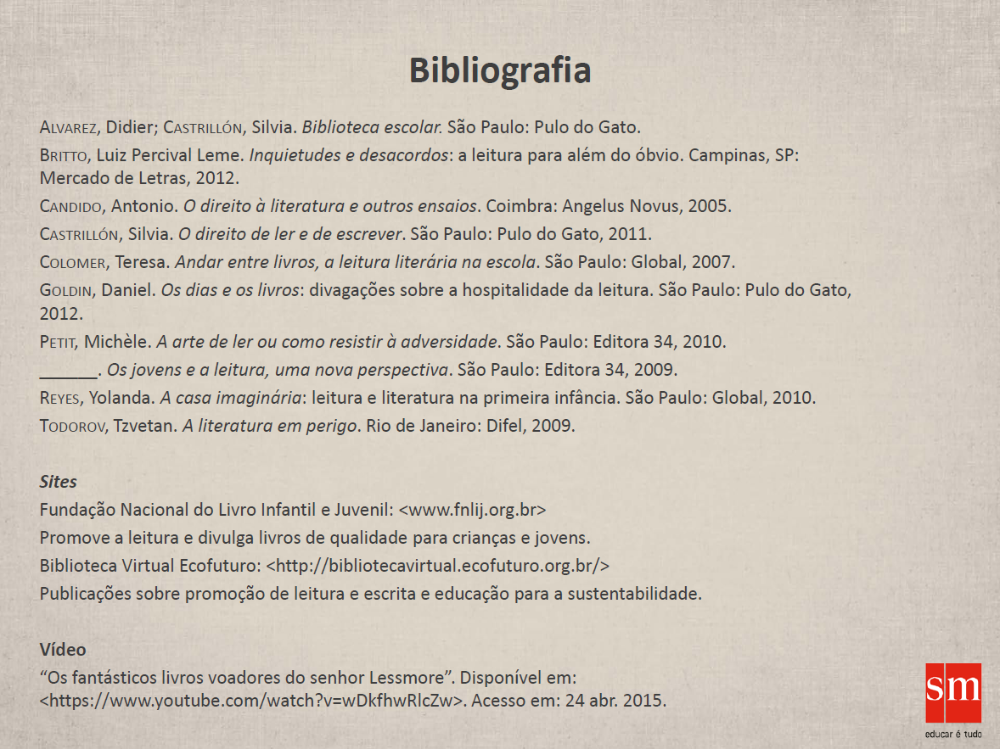 Bibliografia
ALVAREZ, Didier; CASTRILLÓN, Silvia. Biblioteca escolar. São Paulo: Pulo do Gato.
BRITTO, Luiz Percival Leme. Inquietudes e desacordos: a leitura para além do óbvio. Campinas, SP:
Mercado de Letras, 2012.
CANDIDO, Antonio. O direito à literatura e outros ensaios. Coimbra: Angelus Novus, 2005.
CASTRILLÓN, Silvia. O direito de ler e de escrever. São Paulo: Pulo do Gato, 2011.
COLOMER, Teresa. Andar entre livros, a leitura literária na escola. São Paulo: Global, 2007.
GOLDIN, Daniel. Os dias e os livros: divagações sobre a hospitalidade da leitura. São Paulo: Pulo do Gato,
2012.
PETIT, Michèle. A arte de ler ou como resistir à adversidade. São Paulo: Editora 34, 2010.
______. Os jovens e a leitura, uma nova perspectiva. São Paulo: Editora 34, 2009.
REYES, Yolanda. A casa imaginária: leitura e literatura na primeira infância. São Paulo: Global, 2010.
TODOROV, Tzvetan. A literatura em perigo. Rio de Janeiro: Difel, 2009.
Sites
Fundação Nacional do Livro Infantil e Juvenil: <www.fnlij.org.br>
Promove a leitura e divulga livros de qualidade para crianças e jovens.
Biblioteca Virtual Ecofuturo: <http://bibliotecavirtual.ecofuturo.org.br/>
Publicações sobre promoção de leitura e escrita e educação para a sustentabilidade.
Vídeo
“Os fantásticos livros voadores do senhor Lessmore”. Disponível em:
<https://www.youtube.com/watch?v=wDkfhwRlcZw>. Acesso em: 24 abr. 2015.
sm
educar é tudo